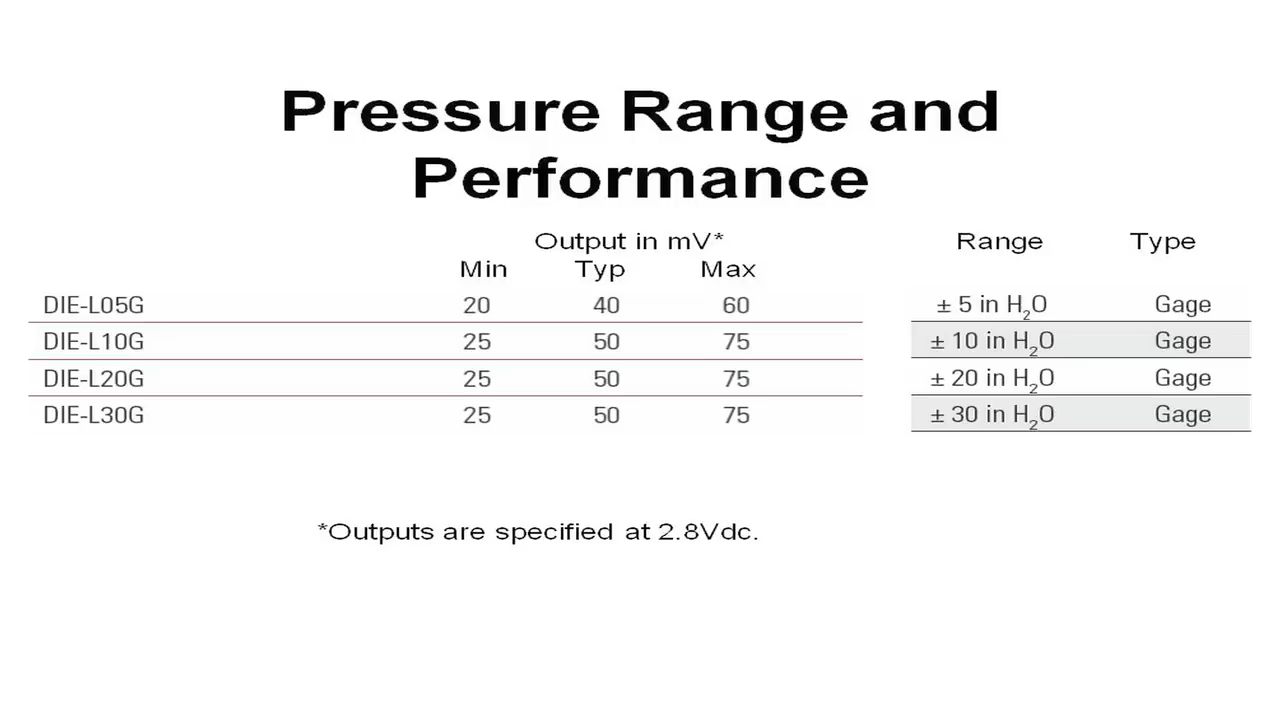 Pressure Range and
Performance
Output in mV* Range Type
Min Typ Max
DIE-L05G 20 40 60 ± 5 in H₂O Gage
DIE-L10G 25 50 75 ± 10 in H₂O Gage
DIE-L20G 25 50 75 ± 20 in H₂O Gage
DIE-L30G 25 50 75 ± 30 in H₂O Gage
*Outputs are specified at 2.8Vdc.